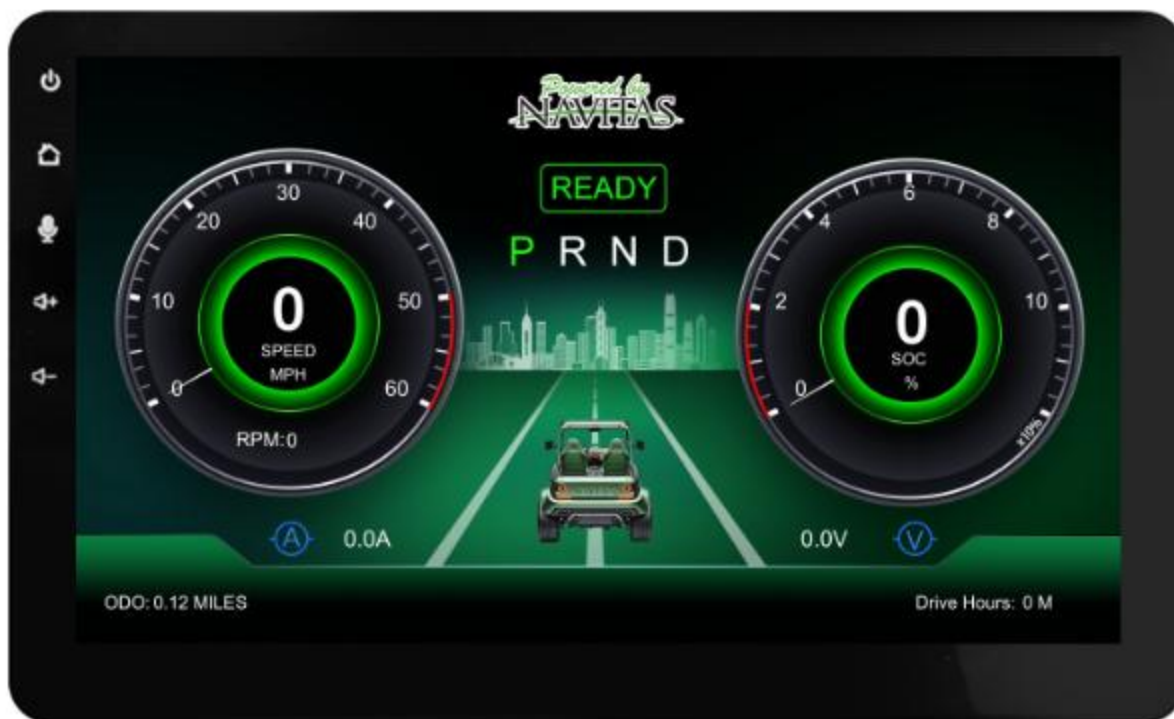 Powered by
NAVITAS
READY
P R N D
0
10
20
30
40
50
60
0
SPEED
MPH
RPM:0
0
2
4
6
8
10
x10%
0
SOC
%
A
0.0A
0.0V
V
ODO: 0.12 MILES
Drive Hours: 0 M